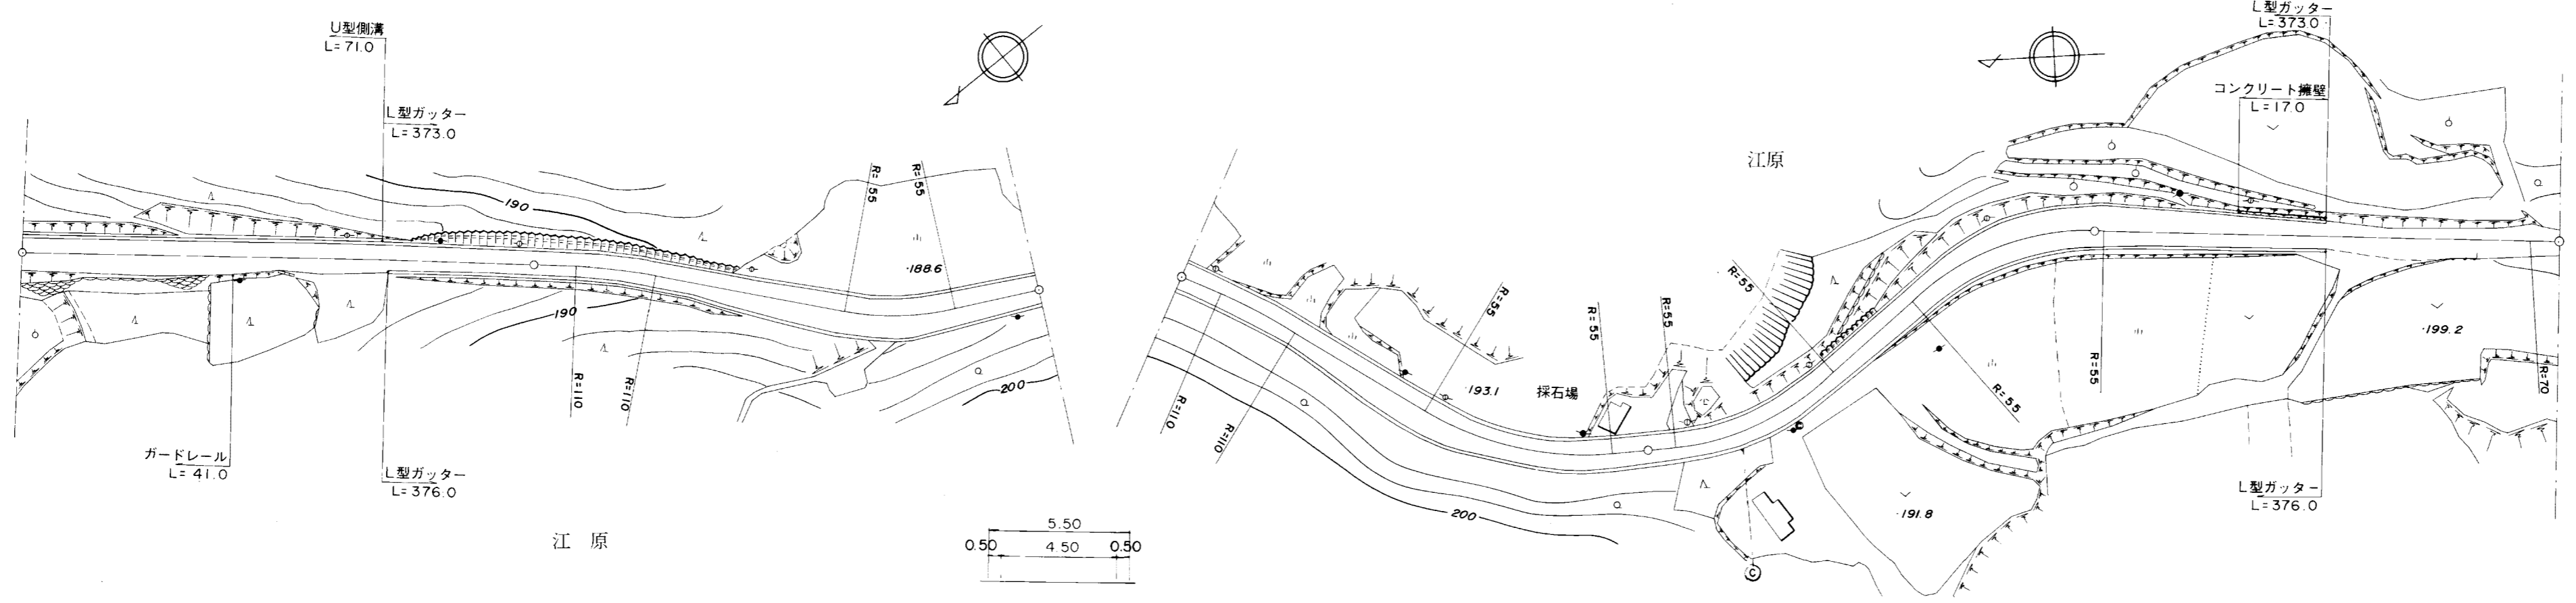 U型側溝
L=71.0
L型ガッター
L=373.0
190
R=55
R=55
188.6
190
R=110
R=110
200
ガードレール
L=41.0
L型ガッター
L=376.0
江原
5.50
0.50 4.50 0.50
L型ガッター
L=373.0
コンクリート擁壁
L=17.0
江原
R=55
R=55
R=55
R=55
193.1
採石場
R=55
R=55
199.2
R=70
R=110
R=110
200
191.8
L型ガッター
L=376.0
C